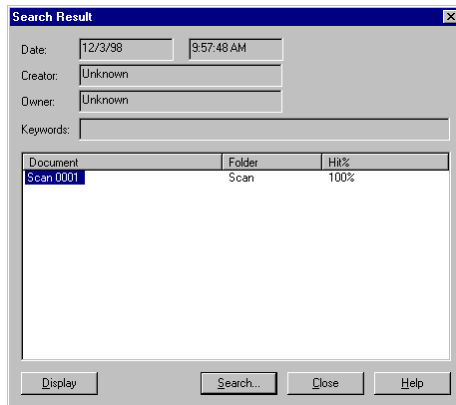 Search Result
Date: 12/3/98 9:57:48 AM
Creator: Unknown
Owner: Unknown
Keywords:
Document Folder Hit%
Scan 0001 Scan 100%
Display Search... Close Help